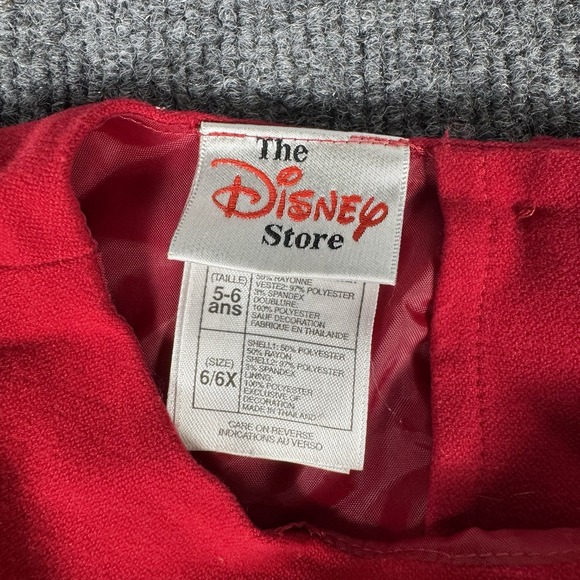 The
Disney
Store
(TAILLE)
5-6
ans
50% RAYONNE
VESTE2: 97% POLYESTER
3% SPANDEX
DOUBLURE:
100% POLYESTER
SAUF DECORATION
FABRIQUE EN THAILANDE
(SIZE)
6/6X
SHELL1: 50% POLYESTER
50% RAYON
SHELL2: 97% POLYESTER
3% SPANDEX
LINING:
100% POLYESTER
EXCLUSIVE OF
DECORATION
MADE IN THAILAND
CARE ON REVERSE
INDICATIONS AU VERSO